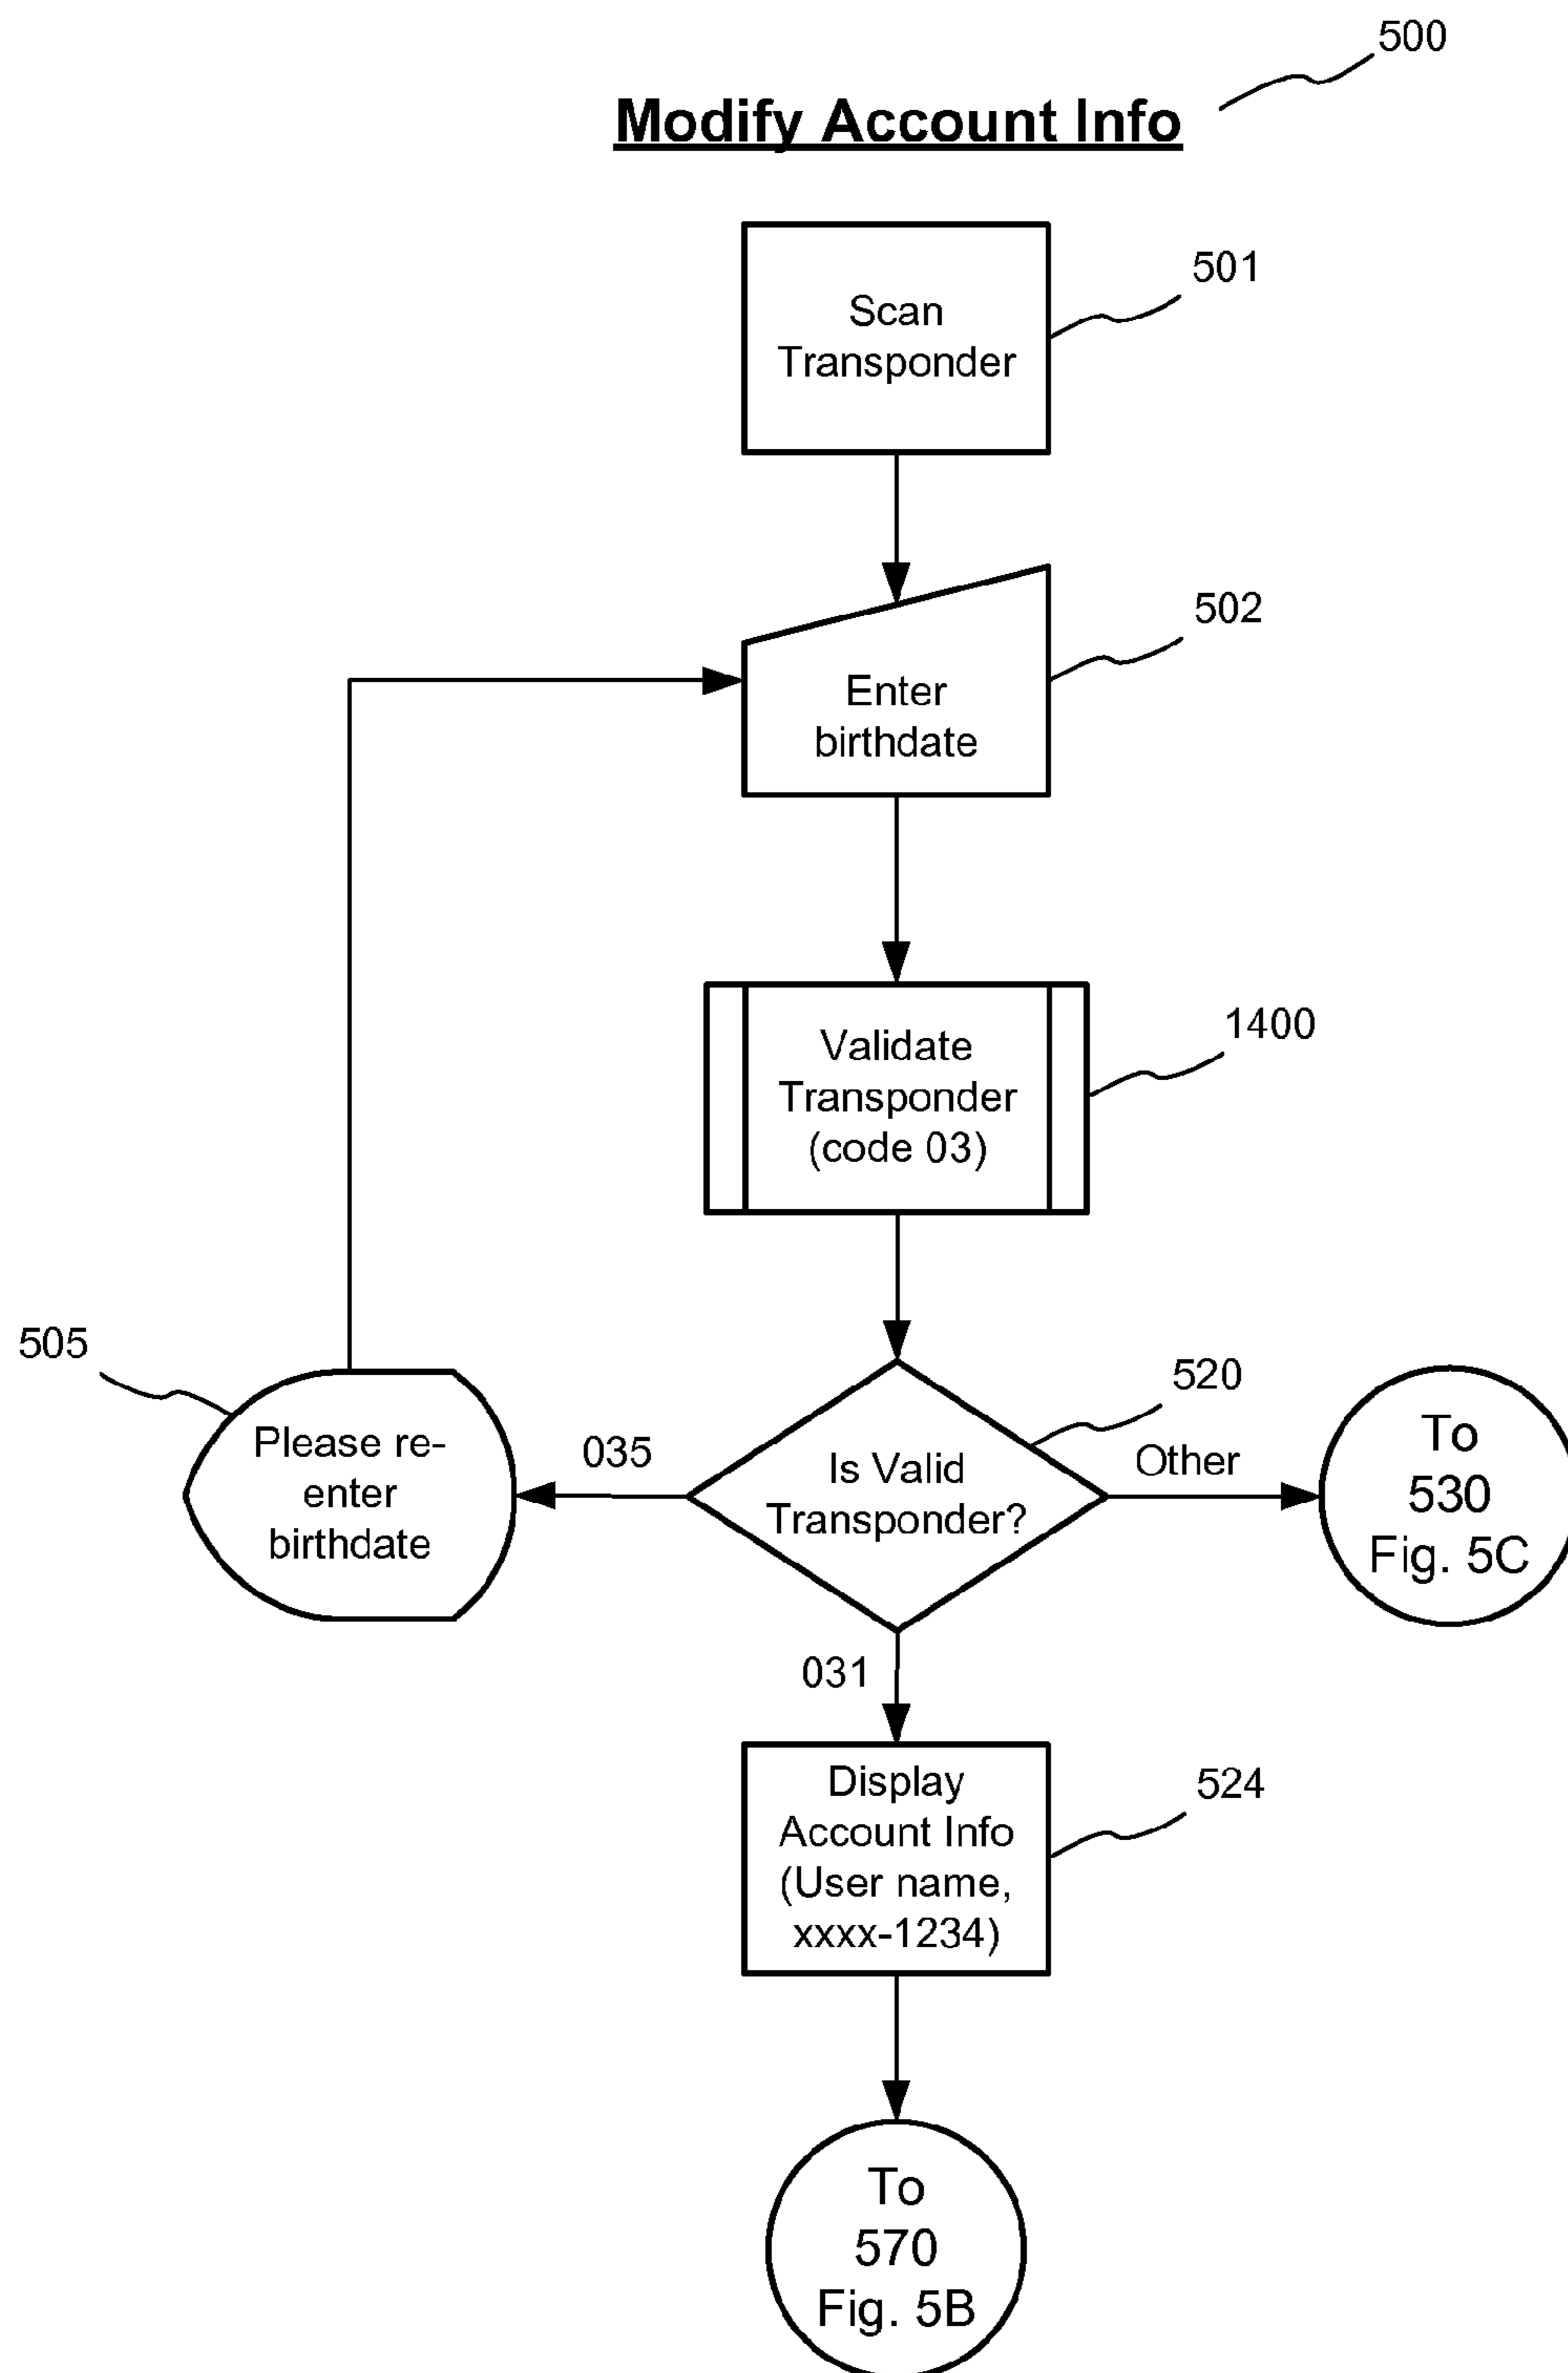 500
Modify Account Info
501
Scan
Transponder
502
Enter
birthdate
1400
Validate
Transponder
(code 03)
505
Please re-
enter
birthdate
035
520
Is Valid
Transponder?
Other
To
530
Fig. 5C
031
524
Display
Account Info
(User name,
xxxx-1234)
To
570
Fig. 5B